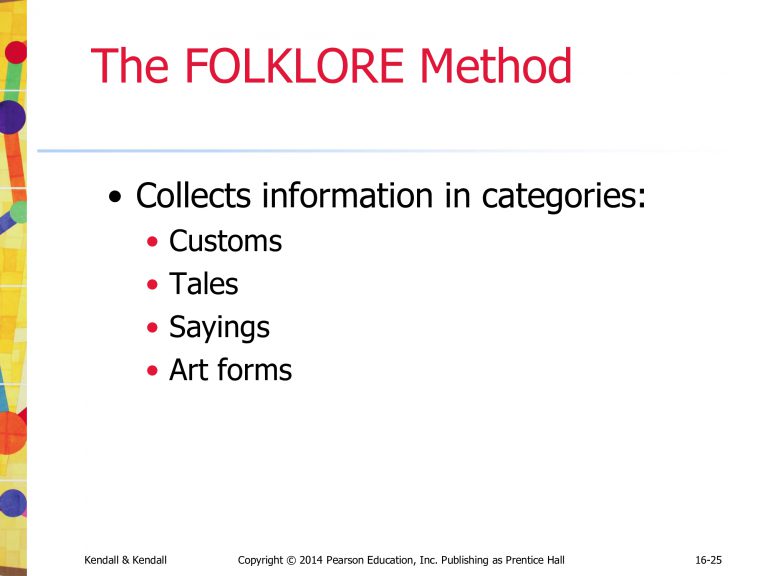 The FOLKLORE Method
• Collects information in categories:
• Customs
• Tales
• Sayings
• Art forms
Kendall & Kendall Copyright © 2014 Pearson Education, Inc. Publishing as Prentice Hall 16-25